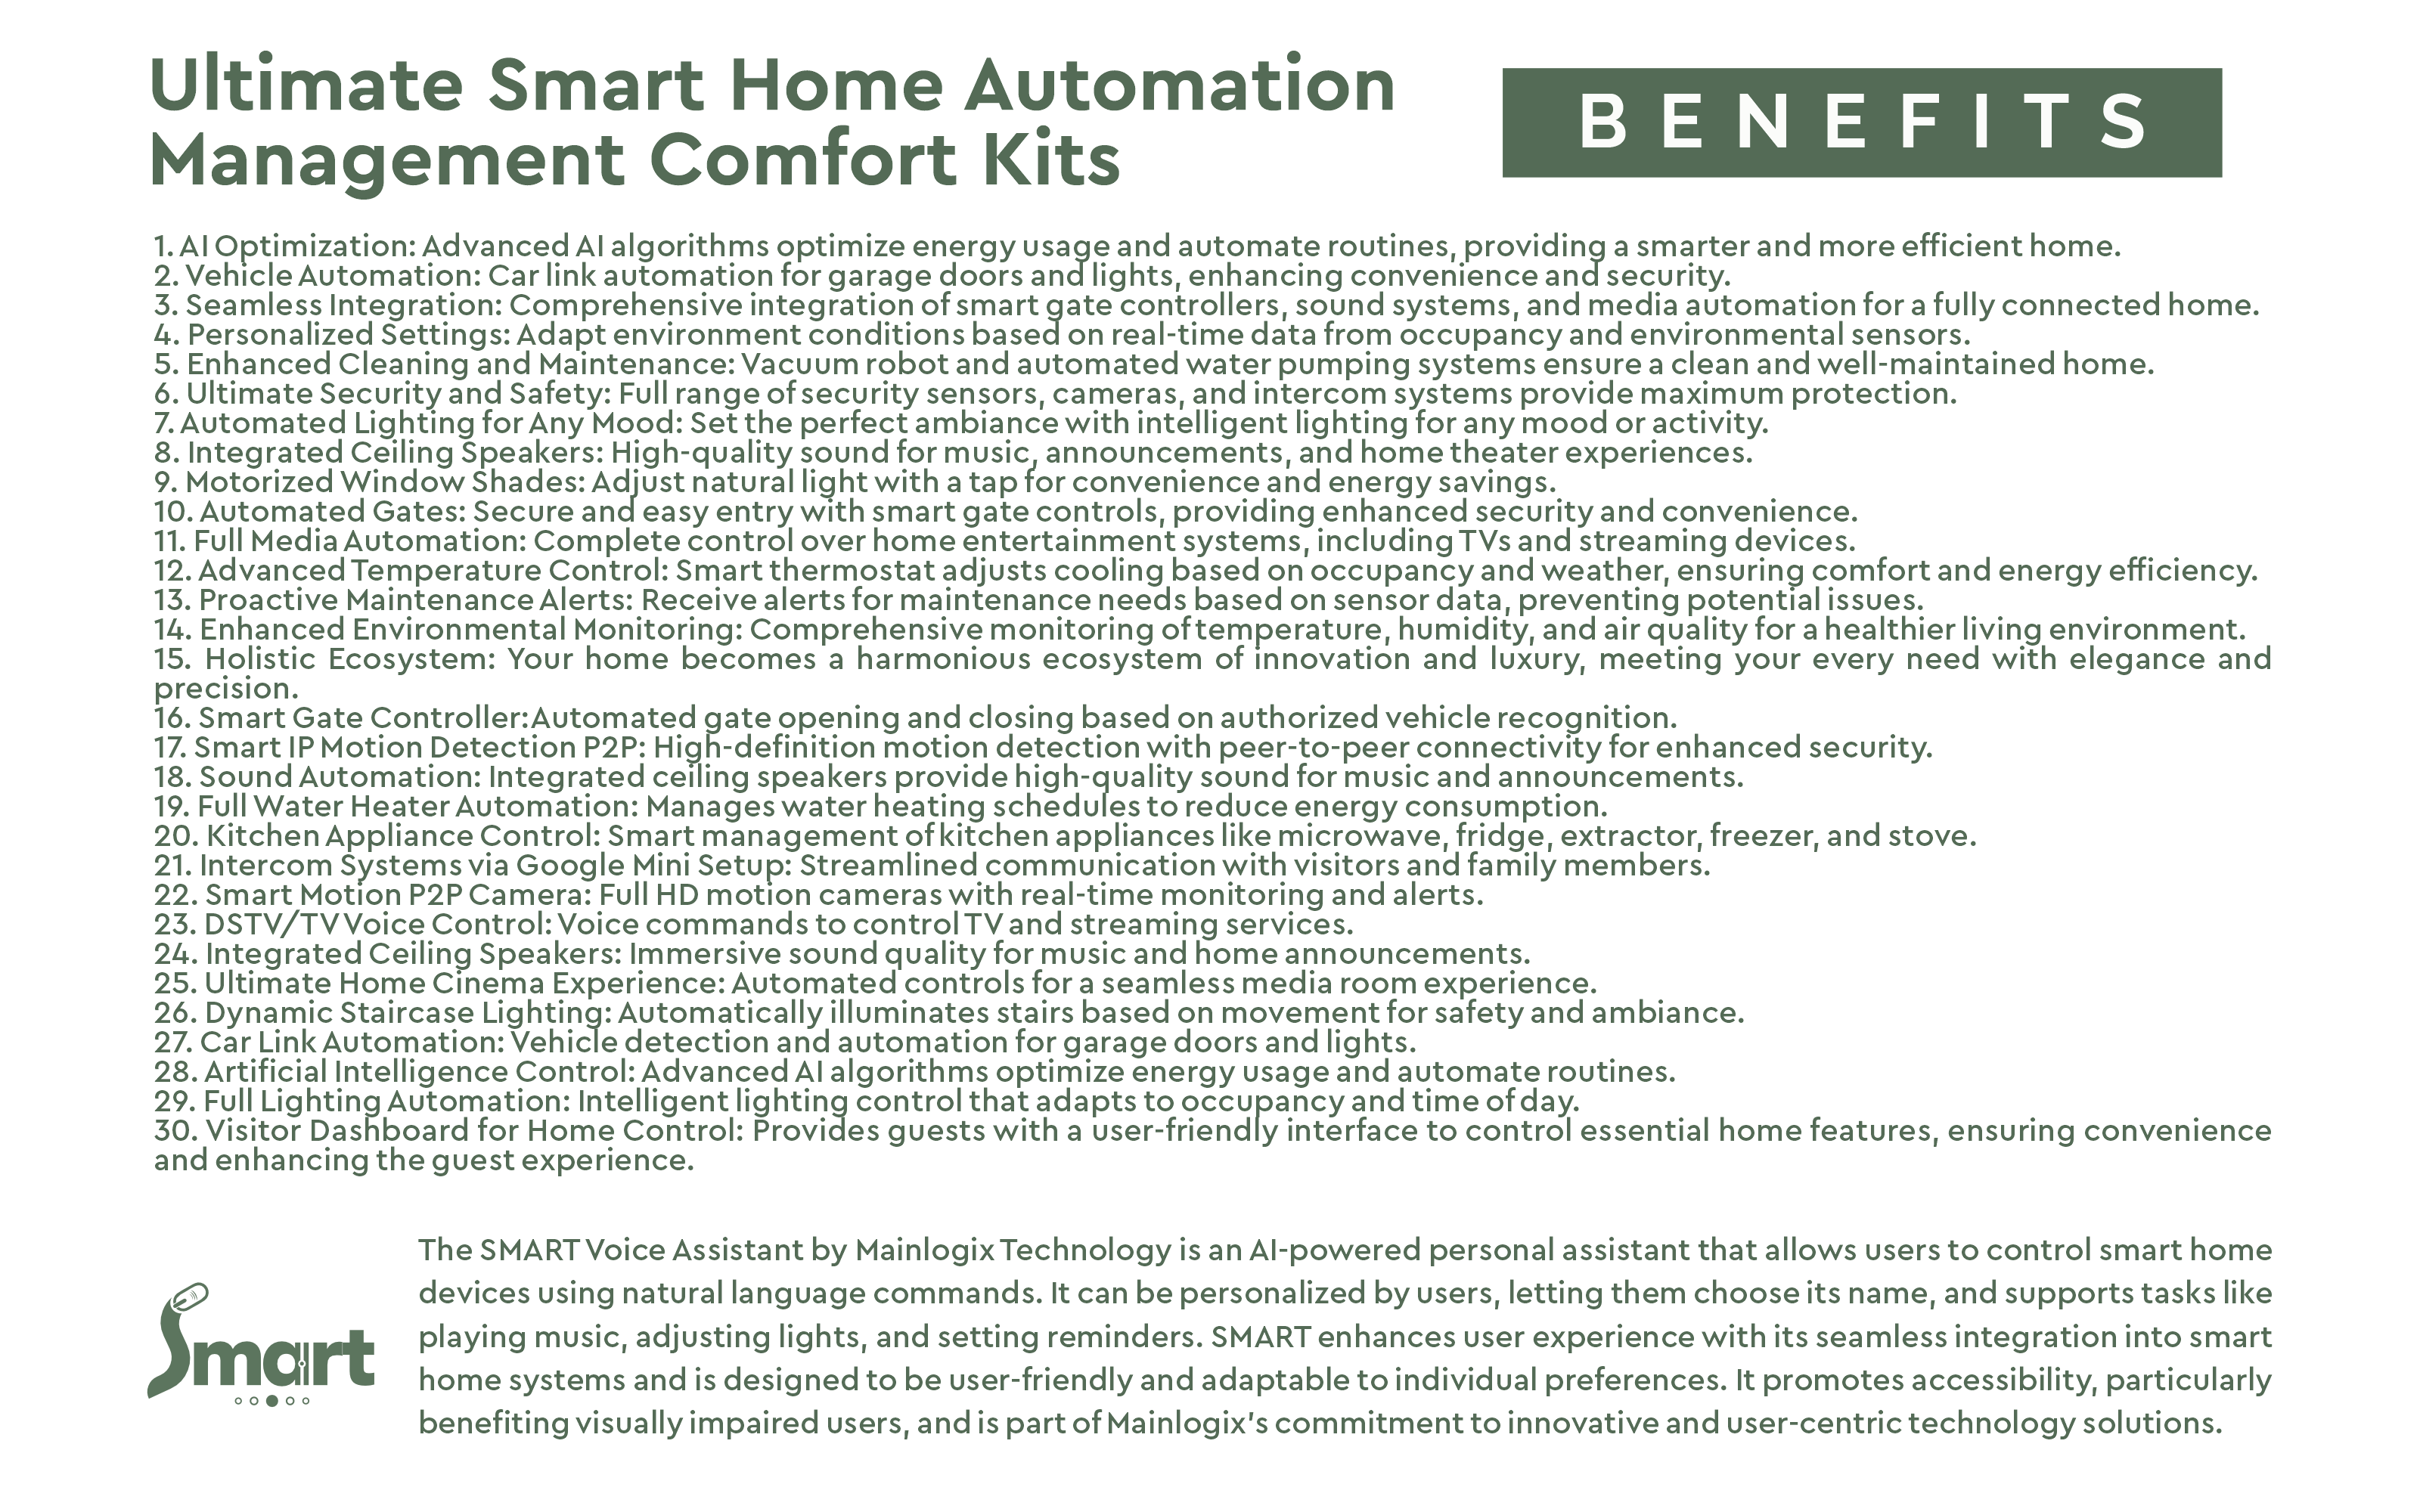 Ultimate Smart Home Automation
Management Comfort Kits
BENEFITS
1. AI Optimization: Advanced AI algorithms optimize energy usage and automate routines, providing a smarter and more efficient home.
2. Vehicle Automation: Car link automation for garage doors and lights, enhancing convenience and security.
3. Seamless Integration: Comprehensive integration of smart gate controllers, sound systems, and media automation for a fully connected home.
4. Personalized Settings: Adapt environment conditions based on real-time data from occupancy and environmental sensors.
5. Enhanced Cleaning and Maintenance: Vacuum robot and automated water pumping systems ensure a clean and well-maintained home.
6. Ultimate Security and Safety: Full range of security sensors, cameras, and intercom systems provide maximum protection.
7. Automated Lighting for Any Mood: Set the perfect ambiance with intelligent lighting for any mood or activity.
8. Integrated Ceiling Speakers: High-quality sound for music, announcements, and home theater experiences.
9. Motorized Window Shades: Adjust natural light with a tap for convenience and energy savings.
10. Automated Gates: Secure and easy entry with smart gate controls, providing enhanced security and convenience.
11. Full Media Automation: Complete control over home entertainment systems, including TVs and streaming devices.
12. Advanced Temperature Control: Smart thermostat adjusts cooling based on occupancy and weather, ensuring comfort and energy efficiency.
13. Proactive Maintenance Alerts: Receive alerts for maintenance needs based on sensor data, preventing potential issues.
14. Enhanced Environmental Monitoring: Comprehensive monitoring of temperature, humidity, and air quality for a healthier living environment.
15. Holistic Ecosystem: Your home becomes a harmonious ecosystem of innovation and luxury, meeting your every need with elegance and
precision.
16. Smart Gate Controller: Automated gate opening and closing based on authorized vehicle recognition.
17. Smart IP Motion Detection P2P: High-definition motion detection with peer-to-peer connectivity for enhanced security.
18. Sound Automation: Integrated ceiling speakers provide high-quality sound for music and announcements.
19. Full Water Heater Automation: Manages water heating schedules to reduce energy consumption.
20. Kitchen Appliance Control: Smart management of kitchen appliances like microwave, fridge, extractor, freezer, and stove.
21. Intercom Systems via Google Mini Setup: Streamlined communication with visitors and family members.
22. Smart Motion P2P Camera: Full HD motion cameras with real-time monitoring and alerts.
23. DSTV/TV Voice Control: Voice commands to control TV and streaming services.
24. Integrated Ceiling Speakers: Immersive sound quality for music and home announcements.
25. Ultimate Home Cinema Experience: Automated controls for a seamless media room experience.
26. Dynamic Staircase Lighting: Automatically illuminates stairs based on movement for safety and ambiance.
27. Car Link Automation: Vehicle detection and automation for garage doors and lights.
28. Artificial Intelligence Control: Advanced AI algorithms optimize energy usage and automate routines.
29. Full Lighting Automation: Intelligent lighting control that adapts to occupancy and time of day.
30. Visitor Dashboard for Home Control: Provides guests with a user-friendly interface to control essential home features, ensuring convenience
and enhancing the guest experience.
Smart
The SMART Voice Assistant by Mainlogix Technology is an AI-powered personal assistant that allows users to control smart home
devices using natural language commands. It can be personalized by users, letting them choose its name, and supports tasks like
playing music, adjusting lights, and setting reminders. SMART enhances user experience with its seamless integration into smart
home systems and is designed to be user-friendly and adaptable to individual preferences. It promotes accessibility, particularly
benefiting visually impaired users, and is part of Mainlogix's commitment to innovative and user-centric technology solutions.